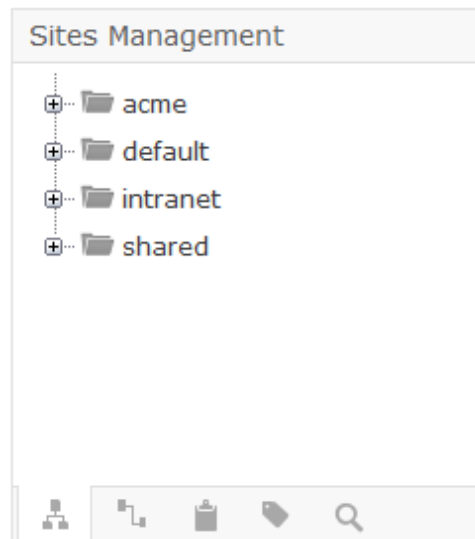 Sites Management
acme
default
intranet
shared